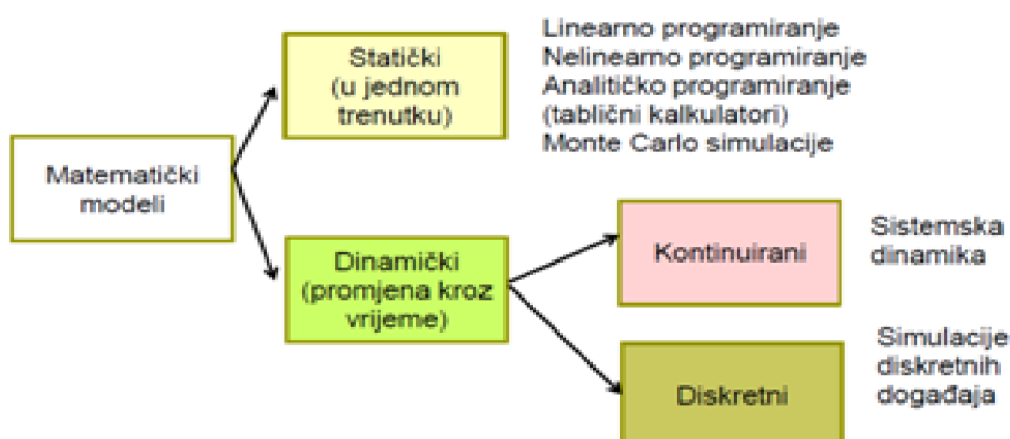 Matematički
modeli
Statički
(u jednom
trenutku)
Linearno programiranje
Nelinearno programiranje
Analitičko programiranje
(tablični kalkulatori)
Monte Carlo simulacije
Dinamički
(promjena kroz
vrijeme)
Kontinuirani
Sistemska
dinamika
Diskretni
Simulacije
diskretnih
događaja